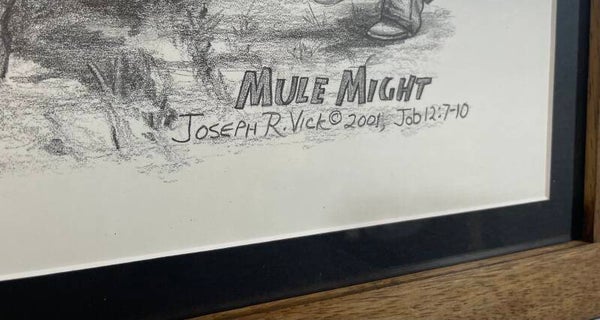 MULE MIGHT
JOSEPH R. Vick © 2001, Job 12:7-10